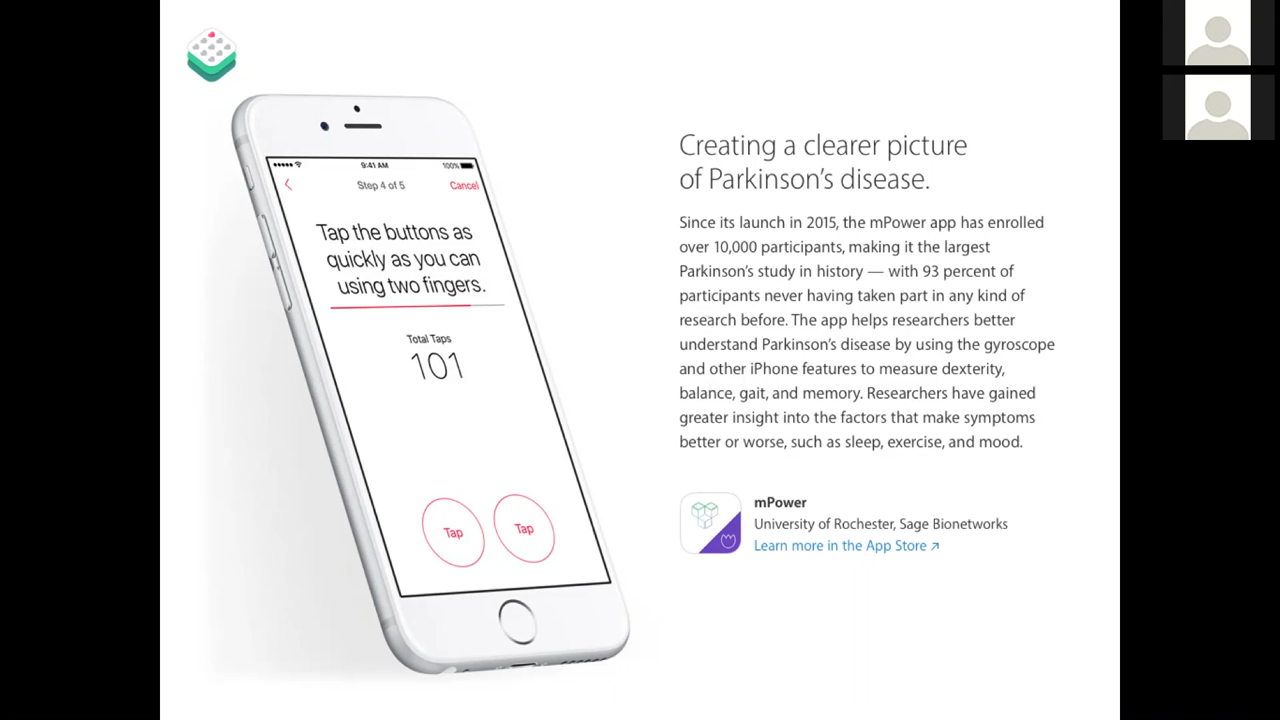 9:41 AM
100%
Step 4 of 5
Cancel
Tap the buttons as
quickly as you can
using two fingers.
Total Taps
101
Tap
Tap
Creating a clearer picture
of Parkinson's disease.
Since its launch in 2015, the mPower app has enrolled
over 10,000 participants, making it the largest
Parkinson's study in history — with 93 percent of
participants never having taken part in any kind of
research before. The app helps researchers better
understand Parkinson's disease by using the gyroscope
and other iPhone features to measure dexterity,
balance, gait, and memory. Researchers have gained
greater insight into the factors that make symptoms
better or worse, such as sleep, exercise, and mood.
mPower
University of Rochester, Sage Bionetworks
Learn more in the App Store ↗